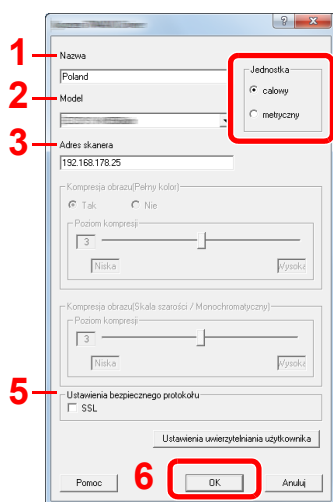 1
Nazwa
Poland
Jednostka
calowy
metryczny
2
Model
3
Adres skanera
192.168.178.25
Kompresja obrazu(Pełny kolor)
Tak Nie
Poziom kompresji
3
Niska Wysoka
Kompresja obrazu(Skala szarości / Monochromatyczny)
Poziom kompresji
3
Niska Wysoka
5
Ustawienia bezpiecznego protokołu
SSL
Ustawienia uwierzytelniania użytkownika
6
Pomoc OK Anuluj